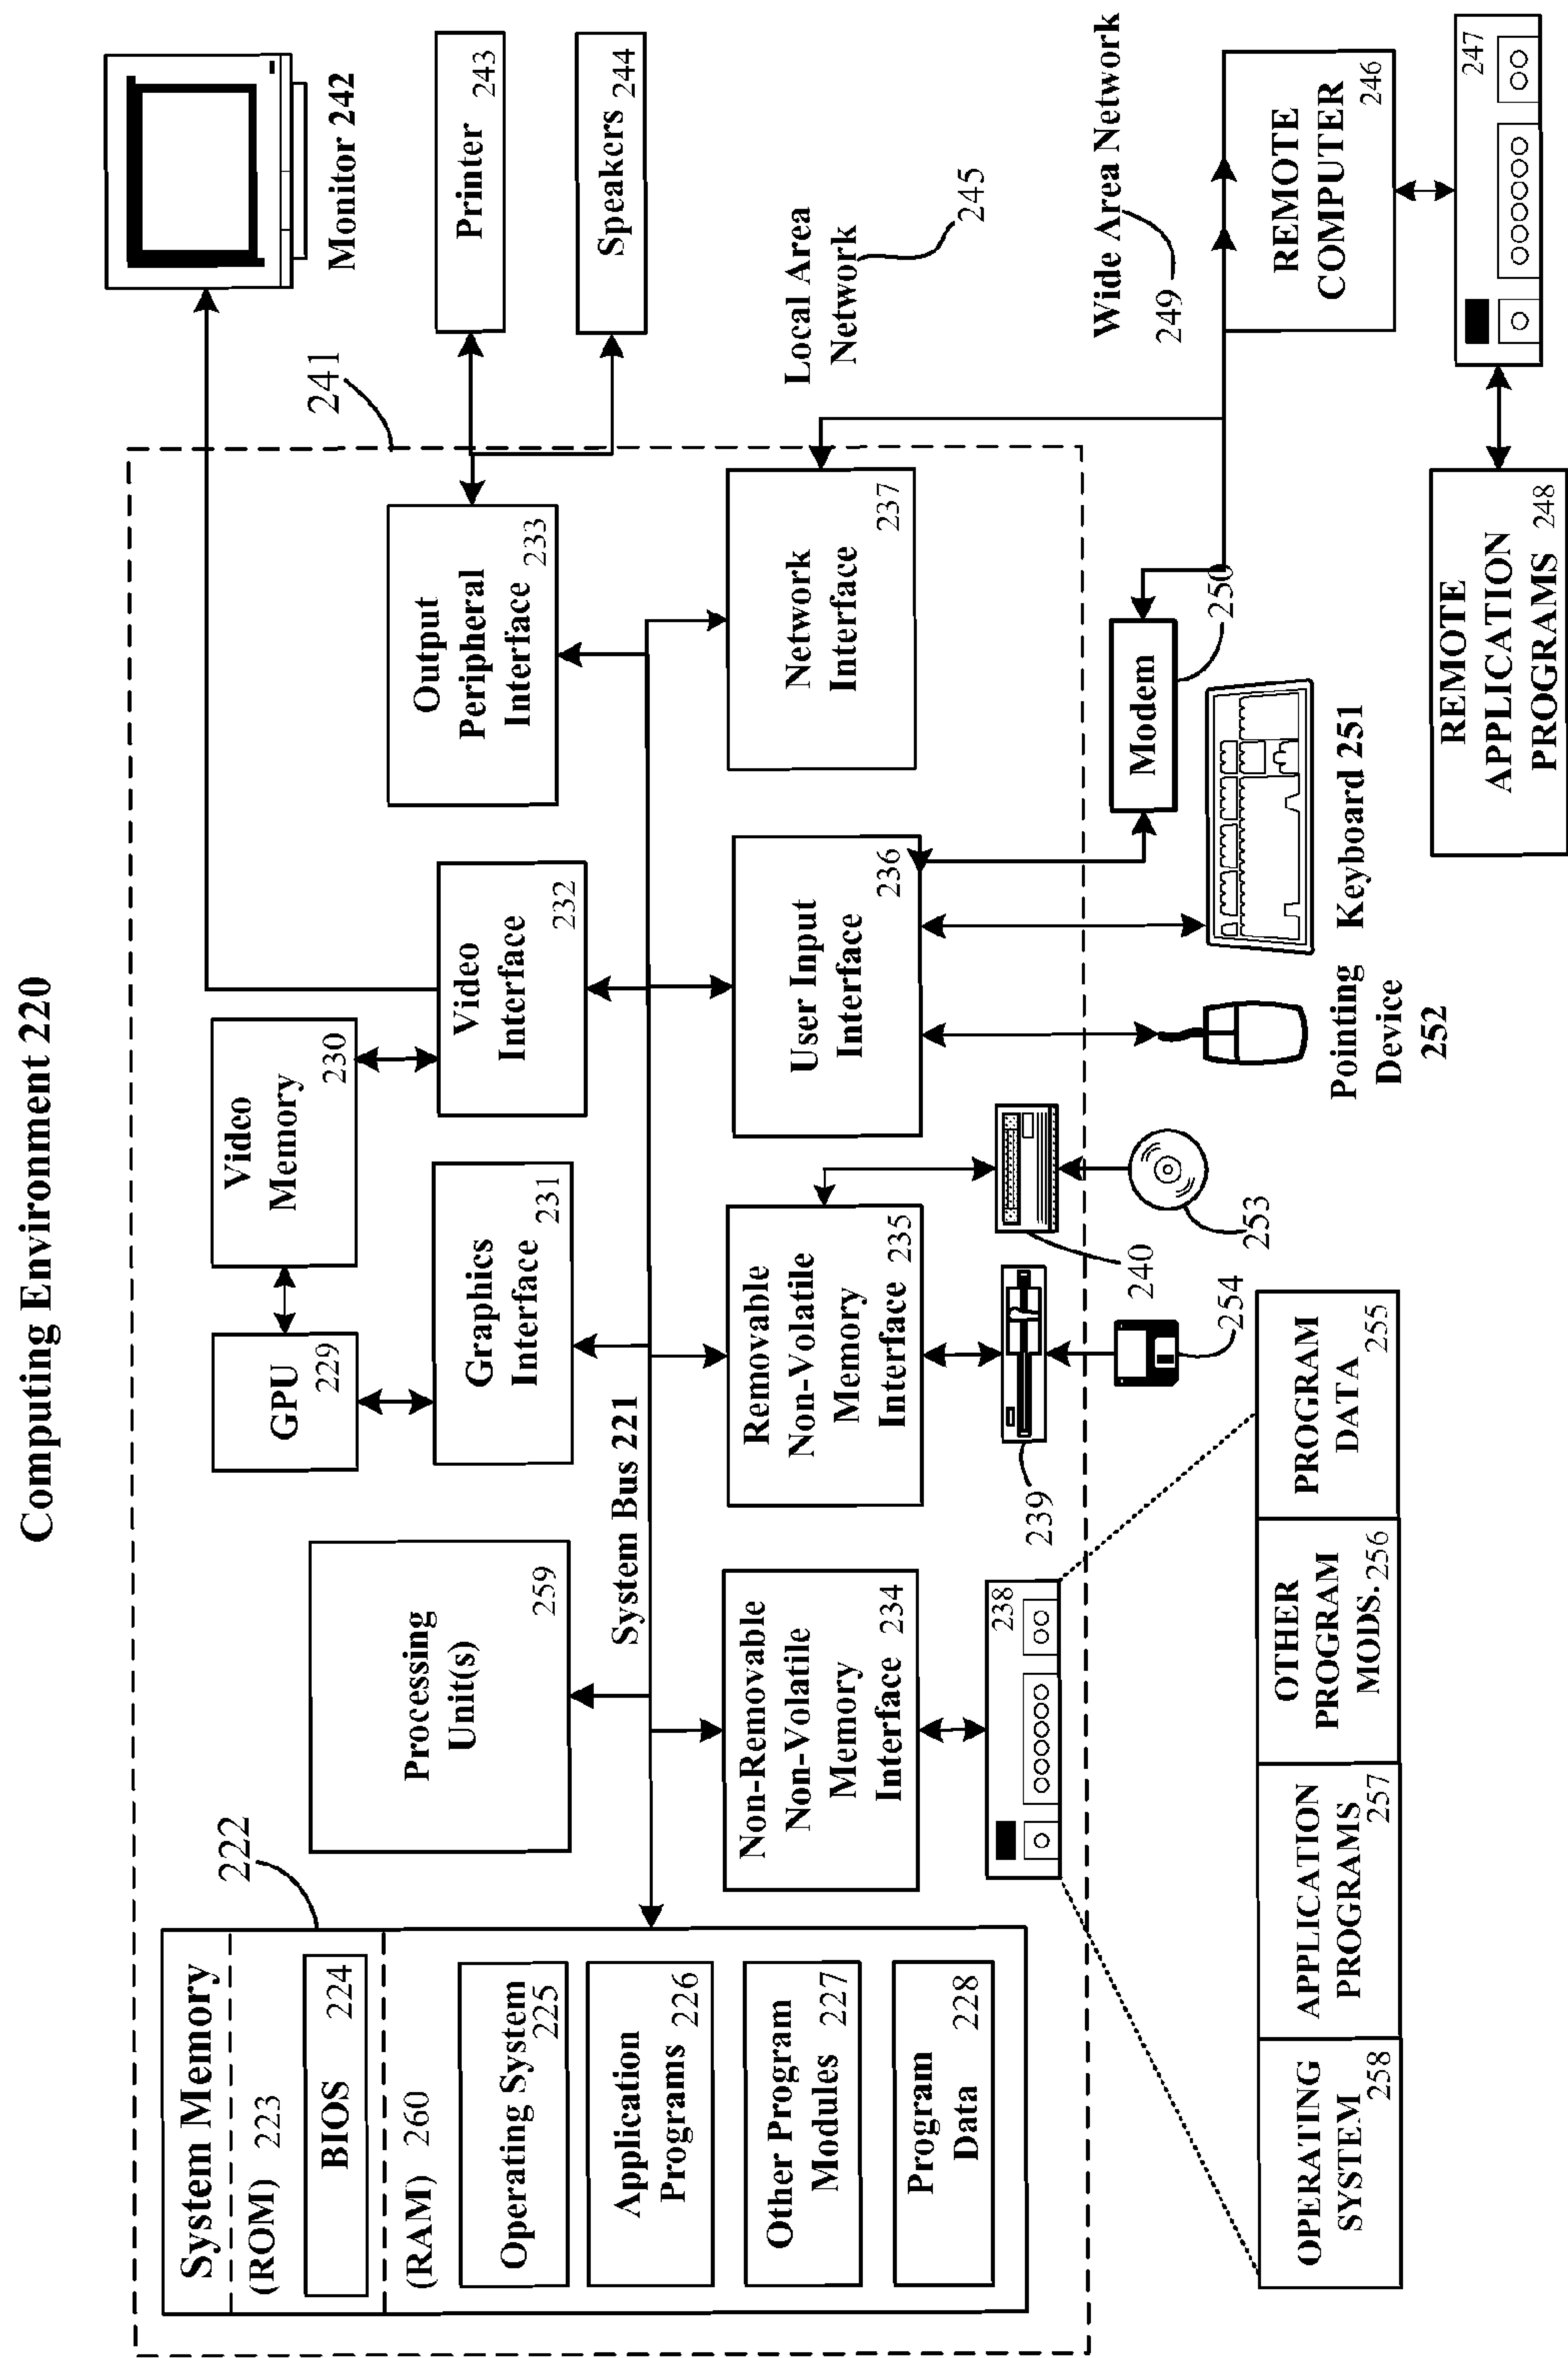 Computing Environment 220
System Memory
222
(ROM) 223
BIOS 224
(RAM) 260
Operating System
225
Application
Programs 226
Other Program
Modules 227
Program
Data 228
Processing
Unit(s)
259
System Bus 221
GPU
229
Video
Memory
230
Graphics
Interface 231
Video
Interface
232
Output
Peripheral
Interface 233
241
Monitor 242
Printer 243
Speakers 244
Non-Removable
Non-Volatile
Memory
Interface 234
Removable
Non-Volatile
Memory
Interface 235
User Input
Interface 236
Network
Interface 237
Local Area
Network
245
Wide Area Network
249
238
239
240
254
253
Pointing
Device
252
Keyboard 251
Modem
250
REMOTE
COMPUTER
246
247
REMOTE
APPLICATION
PROGRAMS 248
OPERATING
SYSTEM 258
APPLICATION
PROGRAMS 257
OTHER
PROGRAM
MODS. 256
PROGRAM
DATA 255